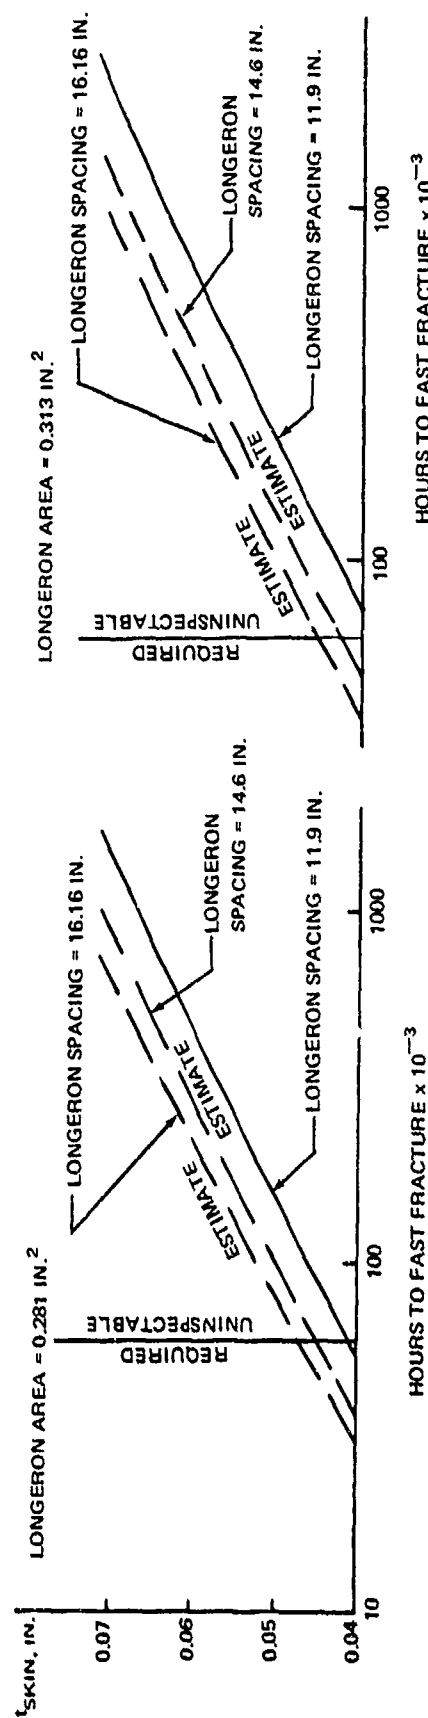 LONGERON AREA = 0.281 IN.²
tSKIN, IN.
0.07
0.06
0.05
0.04
10
100
1000
HOURS TO FAST FRACTURE x 10⁻³
REQUIRED
UNINSPECTABLE
ESTIMATE
ESTIMATE
LONGERON SPACING = 16.16 IN.
LONGERON
SPACING = 14.6 IN.
LONGERON SPACING = 11.9 IN.
LONGERON AREA = 0.313 IN.²
REQUIRED
UNINSPECTABLE
ESTIMATE
ESTIMATE
LONGERON SPACING = 16.16 IN.
LONGERON
SPACING = 14.6 IN.
LONGERON SPACING = 11.9 IN.
100
1000
HOURS TO FAST FRACTURE x 10⁻³